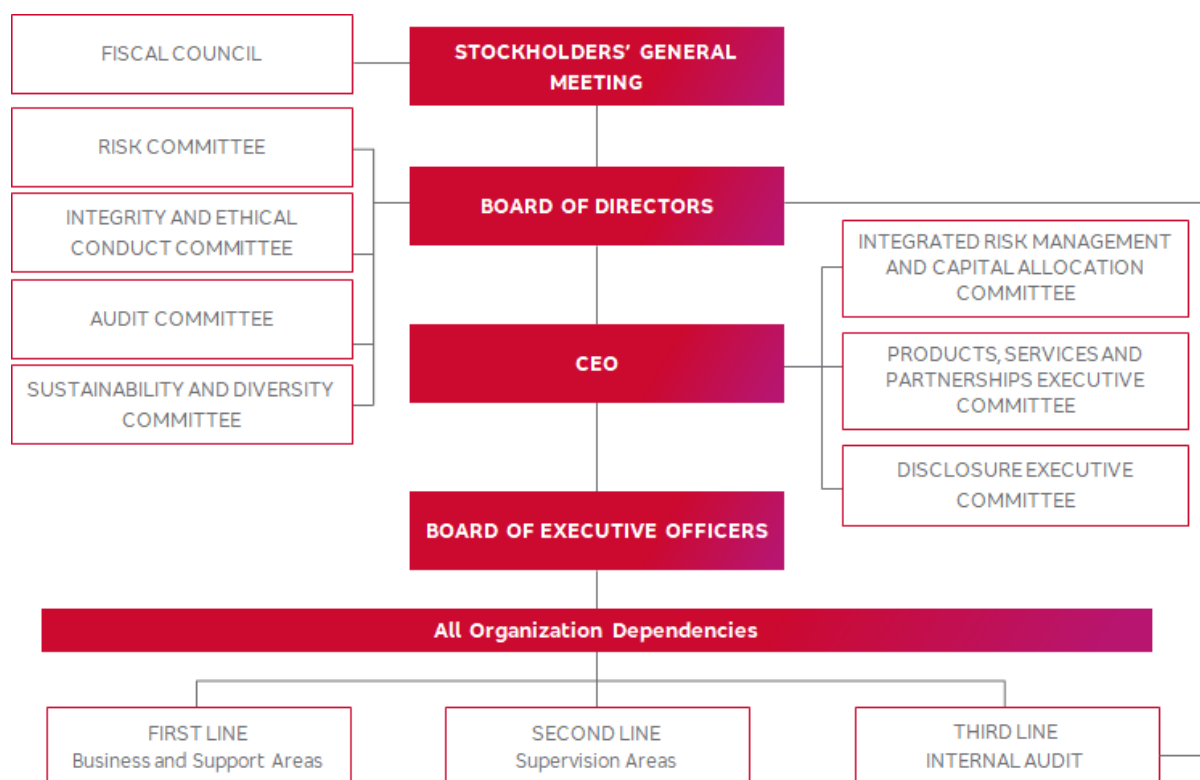 FISCAL COUNCIL
STOCKHOLDERS' GENERAL
MEETING
RISK COMMITTEE
INTEGRITY AND ETHICAL
CONDUCT COMMITTEE
AUDIT COMMITTEE
SUSTAINABILITY AND DIVERSITY
COMMITTEE
BOARD OF DIRECTORS
INTEGRATED RISK MANAGEMENT
AND CAPITAL ALLOCATION
COMMITTEE
CEO
PRODUCTS, SERVICES AND
PARTNERSHIPS EXECUTIVE
COMMITTEE
DISCLOSURE EXECUTIVE
COMMITTEE
BOARD OF EXECUTIVE OFFICERS
All Organization Dependencies
FIRST LINE
Business and Support Areas
SECOND LINE
Supervision Areas
THIRD LINE
INTERNAL AUDIT